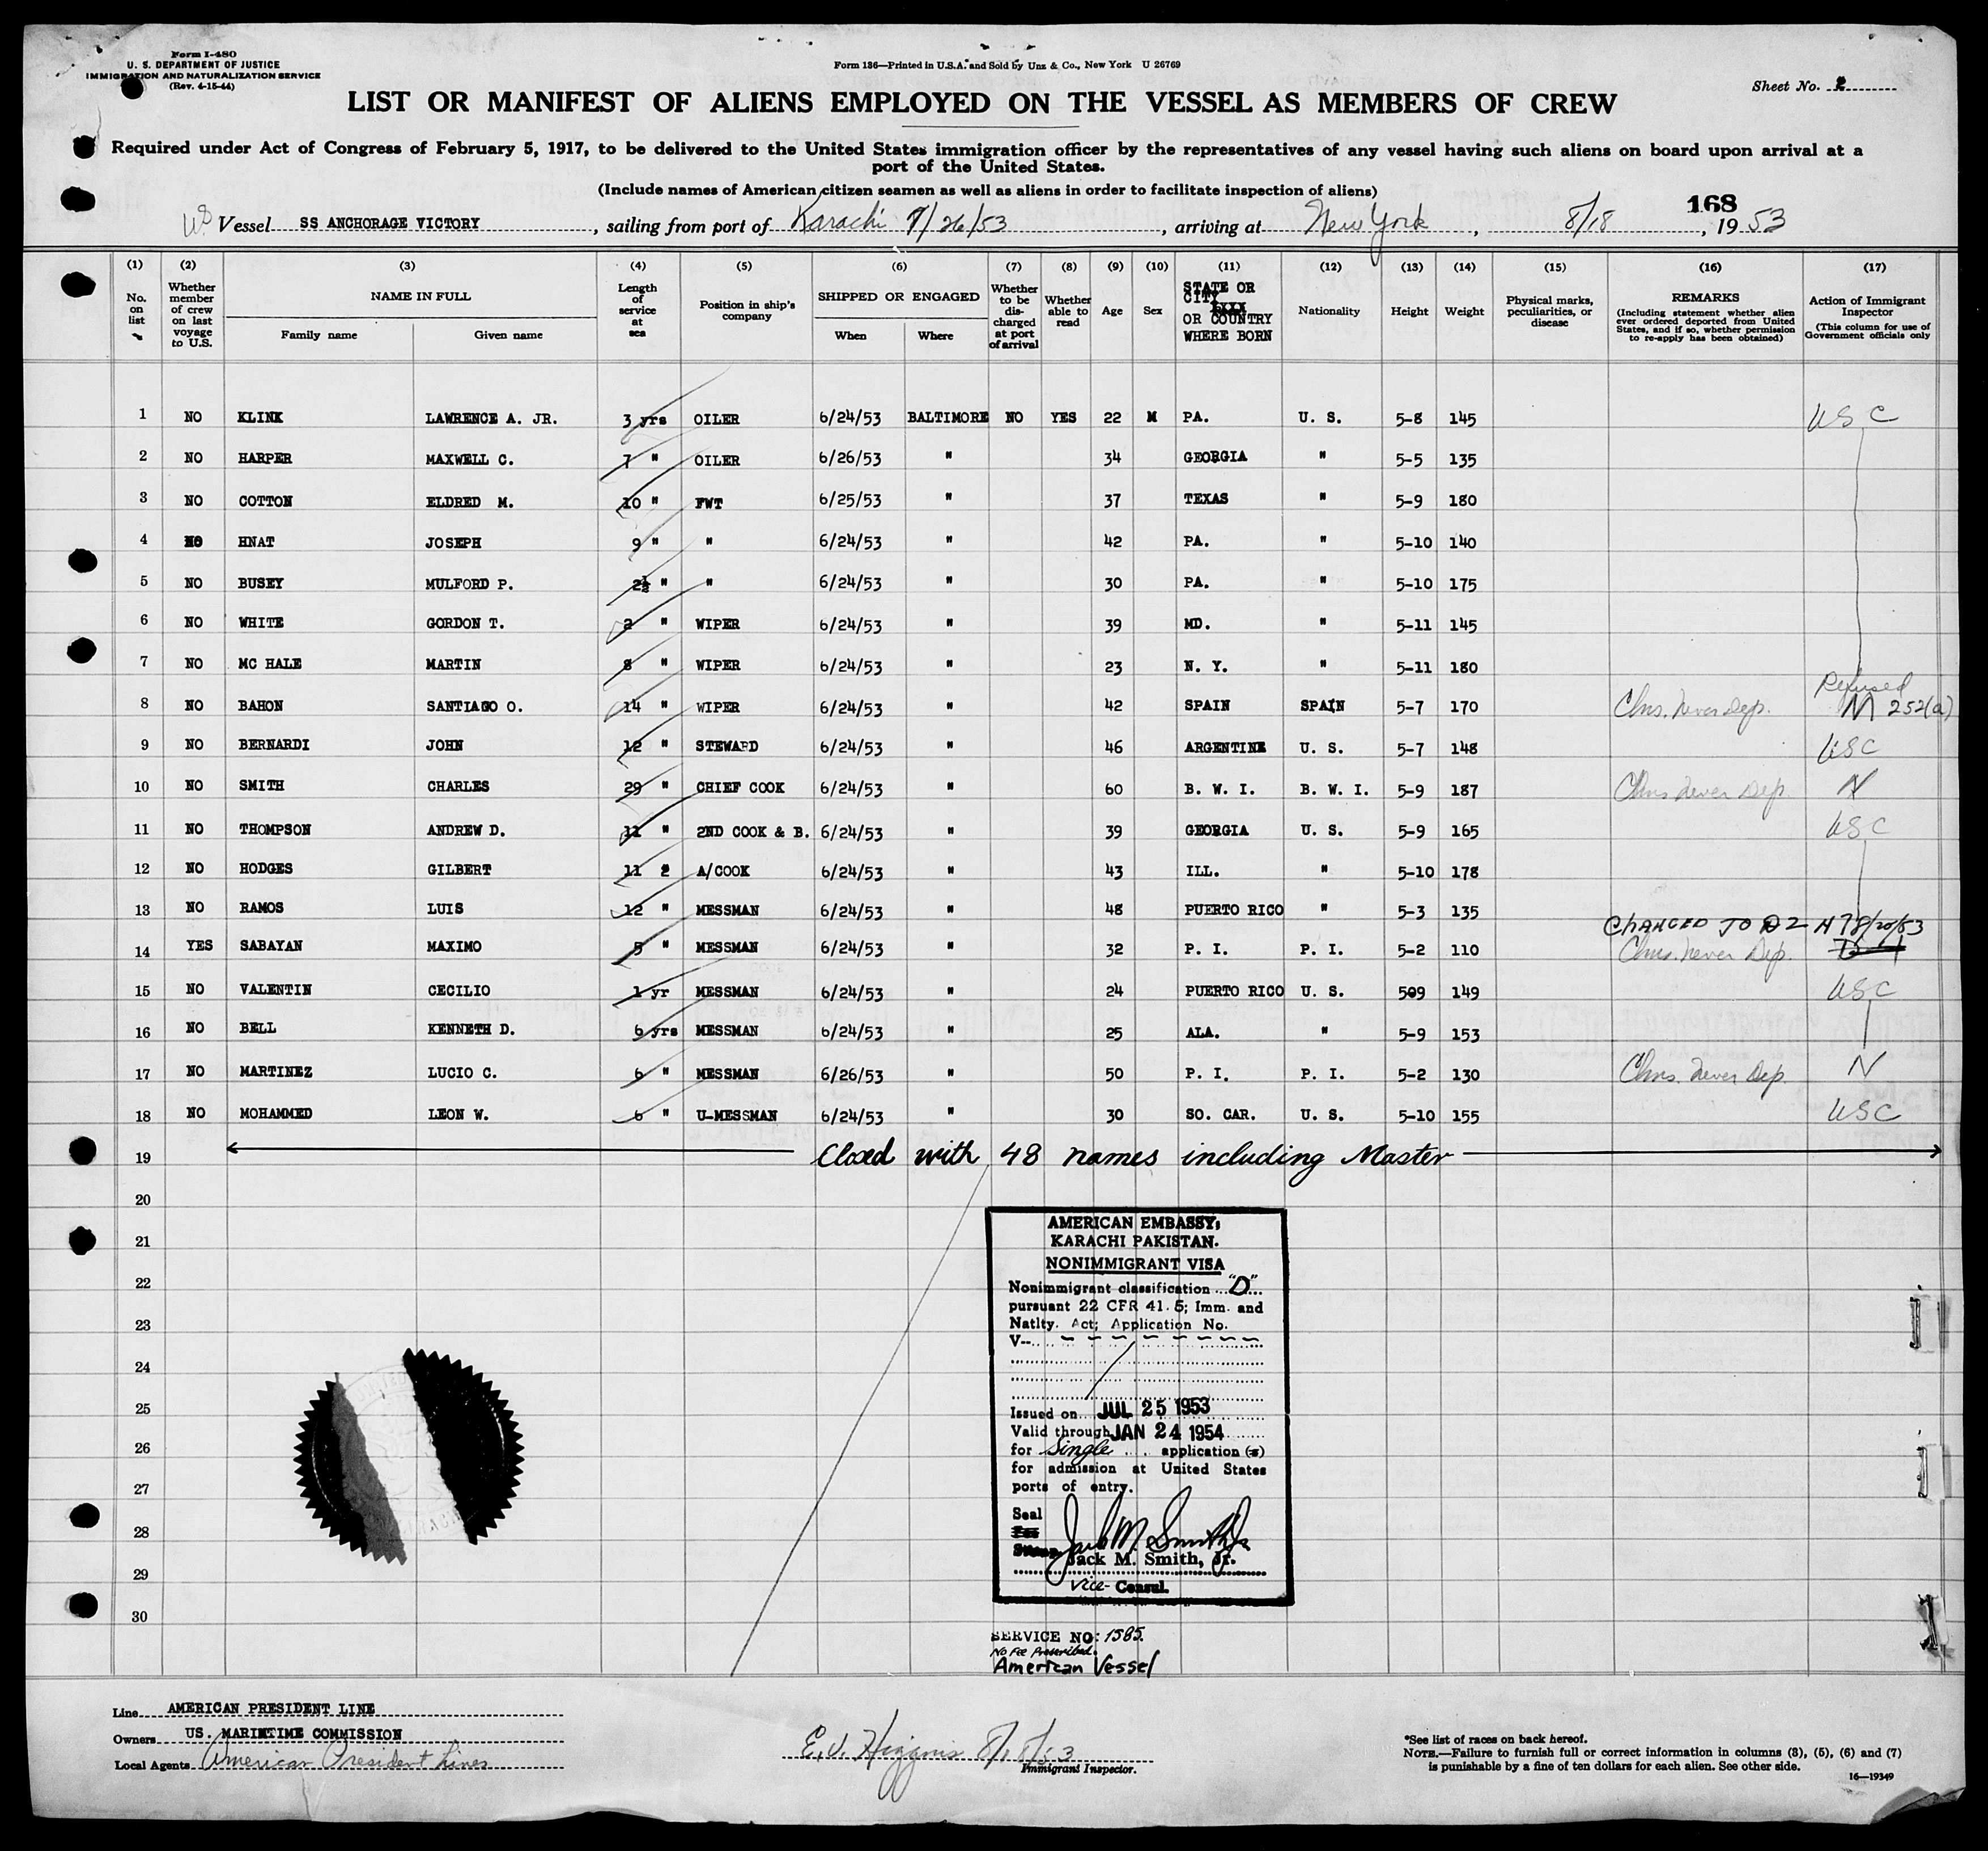 Form I-480
U. S. DEPARTMENT OF JUSTICE
IMMIGRATION AND NATURALIZATION SERVICE
(Rev. 4-15-44)
Form 136—Printed in U.S.A. and Sold by Unz & Co., New York U 26769
Sheet No. 2
LIST OR MANIFEST OF ALIENS EMPLOYED ON THE VESSEL AS MEMBERS OF CREW
Required under Act of Congress of February 5, 1917, to be delivered to the United States immigration officer by the representatives of any vessel having such aliens on board upon arrival at a
port of the United States.
(Include names of American citizen seamen as well as aliens in order to facilitate inspection of aliens)
168
US Vessel SS ANCHORAGE VICTORY, sailing from port of Karachi 7/26/53, arriving at New York, 8/18, 1953
(1) (2) (3) (4) (5) (6) (7) (8) (9) (10) (11) (12) (13) (14) (15) (16) (17)
No. on list
Whether member of crew on last voyage to U.S.
NAME IN FULL
Family name Given name
Length of service at sea
Position in ship's company
SHIPPED OR ENGAGED
When Where
Whether to be discharged at port of arrival
Whether able to read
Age
Sex
STATE OR
CITY
OR COUNTRY
WHERE BORN
Nationality
Height
Weight
Physical marks, peculiarities, or disease
REMARKS
(Including statement whether alien ever ordered deported from United States, and if so, whether permission to re-apply has been obtained)
Action of Immigrant Inspector
(This column for use of Government officials only
1 NO KLINK LAWRENCE A. JR. 3 yrs OILER 6/24/53 BALTIMORE NO YES 22 M PA. U. S. 5-8 145 USC
2 NO HARPER MAXWELL C. 7 " OILER 6/26/53 " 34 GEORGIA " 5-5 135
3 NO COTTON ELDRED M. 10 " FWT 6/25/53 " 37 TEXAS " 5-9 180
4 NO HNAT JOSEPH 9 " " 6/24/53 " 42 PA. " 5-10 140
5 NO BUSEY MULFORD P. 2½ " " 6/24/53 " 30 PA. " 5-10 175
6 NO WHITE GORDON T. 2 " WIPER 6/24/53 " 39 MD. " 5-11 145
7 NO MC HALE MARTIN 8 " WIPER 6/24/53 " 23 N. Y. " 5-11 180
8 NO BAHON SANTIAGO O. 14 " WIPER 6/24/53 " 42 SPAIN SPAIN 5-7 170 Clms. never Dep. Refused M 252(a)
9 NO BERNARDI JOHN 12 " STEWARD 6/24/53 " 46 ARGENTINE U. S. 5-7 148 USC
10 NO SMITH CHARLES 29 " CHIEF COOK 6/24/53 " 60 B. W. I. B. W. I. 5-9 187 Clms never Dep. N
11 NO THOMPSON ANDREW D. 11 " 2ND COOK & B. 6/24/53 " 39 GEORGIA U. S. 5-9 165 USC
12 NO HODGES GILBERT 11 2 A/COOK 6/24/53 " 43 ILL. " 5-10 178
13 NO RAMOS LUIS 12 " MESSMAN 6/24/53 " 48 PUERTO RICO " 5-3 135
CHANGED TO D2
14 YES SABAYAN MAXIMO 5 " MESSMAN 6/24/53 " 32 P. I. P. I. 5-2 110 Clms. never Dep.
15 NO VALENTIN CECILIO 1 yr MESSMAN 6/24/53 " 24 PUERTO RICO U. S. 509 149 USC
16 NO BELL KENNETH D. 6 yrs MESSMAN 6/24/53 " 25 ALA. " 5-9 153
17 NO MARTINEZ LUCIO C. 6 " MESSMAN 6/26/53 " 50 P. I. P. I. 5-2 130 Clms. never Dep. N
18 NO MOHAMMED LEON W. 6 " U-MESSMAN 6/24/53 " 30 SO. CAR. U. S. 5-10 155 USC
19 Closed with 48 names including Master
20
21
22
23
24
25
26
27
28
29
30
AMERICAN EMBASSY,
KARACHI PAKISTAN.
NONIMMIGRANT VISA
Nonimmigrant classification "D"
pursuant 22 CFR 41.5; Imm. and
Natlty. Act; Application No.
V--
Issued on JUL 25 1953
Valid through JAN 24 1954
for Single application (s)
for admission at United States
ports of entry.
Seal
Fee
Stamp
Jack M. Smith, Jr.
Jack M. Smith, Jr.
Vice- Consul.
SERVICE NO: 1585.
No Fee Prescribed.
American Vessel
Line AMERICAN PRESIDENT LINE
Owners US. MARIMTIME COMMISSION
Local Agents American President Lines
E.J. Higgins 8/18/53
Immigrant Inspector.
*See list of races on back hereof.
NOTE.—Failure to furnish full or correct information in columns (3), (5), (6) and (7)
is punishable by a fine of ten dollars for each alien. See other side.
16—19349